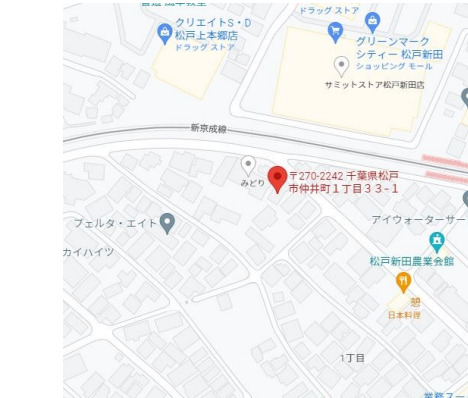 ドラッグ ストア
クリエイトS・D
松戸上本郷店
ドラッグ ストア
グリーンマーク
シティー 松戸新田
ショッピング モール
サミットストア松戸新田店
新京成線
みどり
〒270-2242 千葉県松戸
市仲井町1丁目33-1
フェルタ・エイト
アイウォーターサー
カイハイツ
松戸新田農業会館
憩
日本料理
1丁目
業務スー